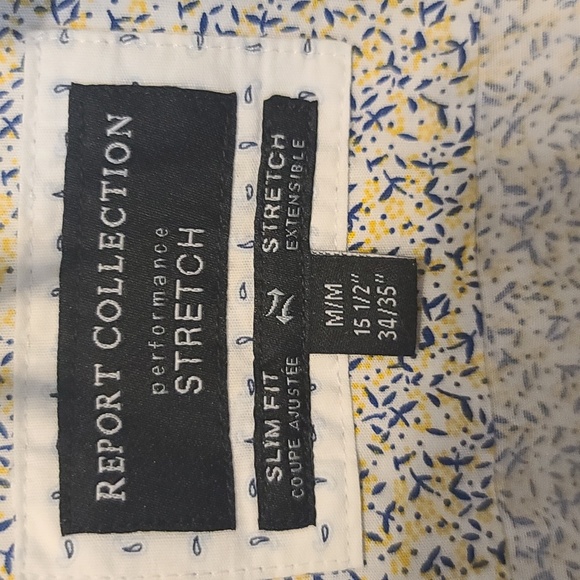 REPORT COLLECTION
performance
STRETCH
SLIM FIT STRETCH
COUPE AJUSTÉE EXTENSIBLE
M/M
15 1/2"
34/35"